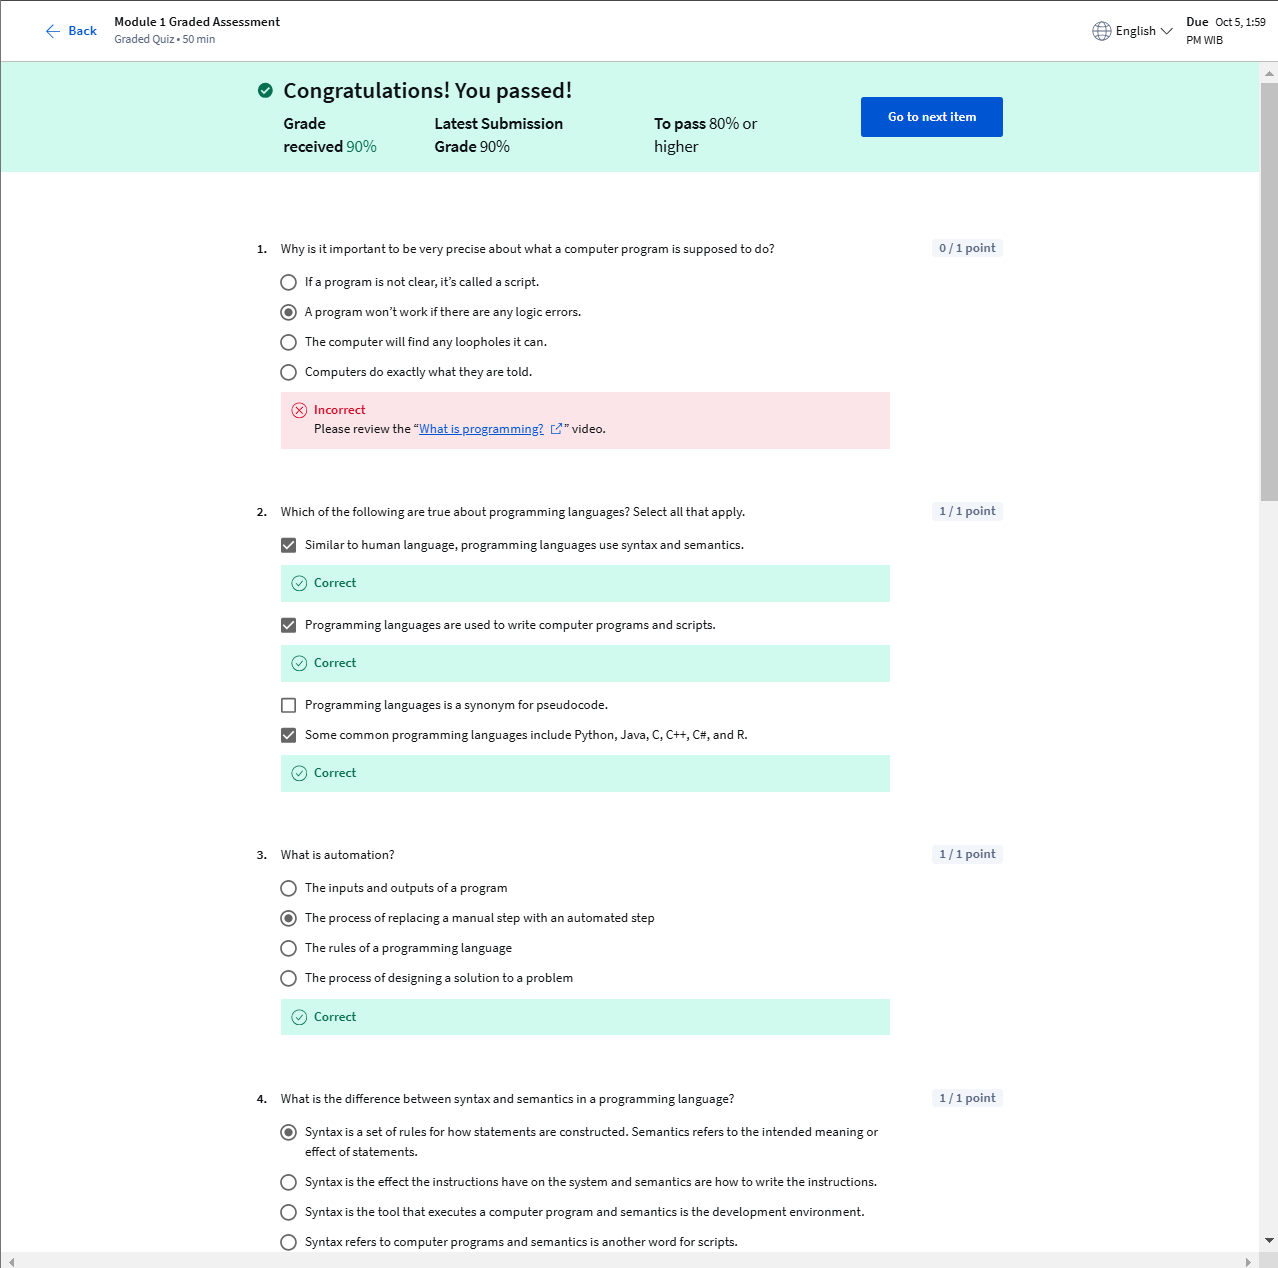 Back
Module 1 Graded Assessment
Graded Quiz • 50 min
English
Due Oct 5, 1:59
PM WIB
Congratulations! You passed!
Grade
received 90%
Latest Submission
Grade 90%
To pass 80% or
higher
Go to next item
1. Why is it important to be very precise about what a computer program is supposed to do?
0 / 1 point
If a program is not clear, it’s called a script.
A program won’t work if there are any logic errors.
The computer will find any loopholes it can.
Computers do exactly what they are told.
Incorrect
Please review the “What is programming? ” video.
2. Which of the following are true about programming languages? Select all that apply.
1 / 1 point
Similar to human language, programming languages use syntax and semantics.
Correct
Programming languages are used to write computer programs and scripts.
Correct
Programming languages is a synonym for pseudocode.
Some common programming languages include Python, Java, C, C++, C#, and R.
Correct
3. What is automation?
1 / 1 point
The inputs and outputs of a program
The process of replacing a manual step with an automated step
The rules of a programming language
The process of designing a solution to a problem
Correct
4. What is the difference between syntax and semantics in a programming language?
1 / 1 point
Syntax is a set of rules for how statements are constructed. Semantics refers to the intended meaning or
effect of statements.
Syntax is the effect the instructions have on the system and semantics are how to write the instructions.
Syntax is the tool that executes a computer program and semantics is the development environment.
Syntax refers to computer programs and semantics is another word for scripts.